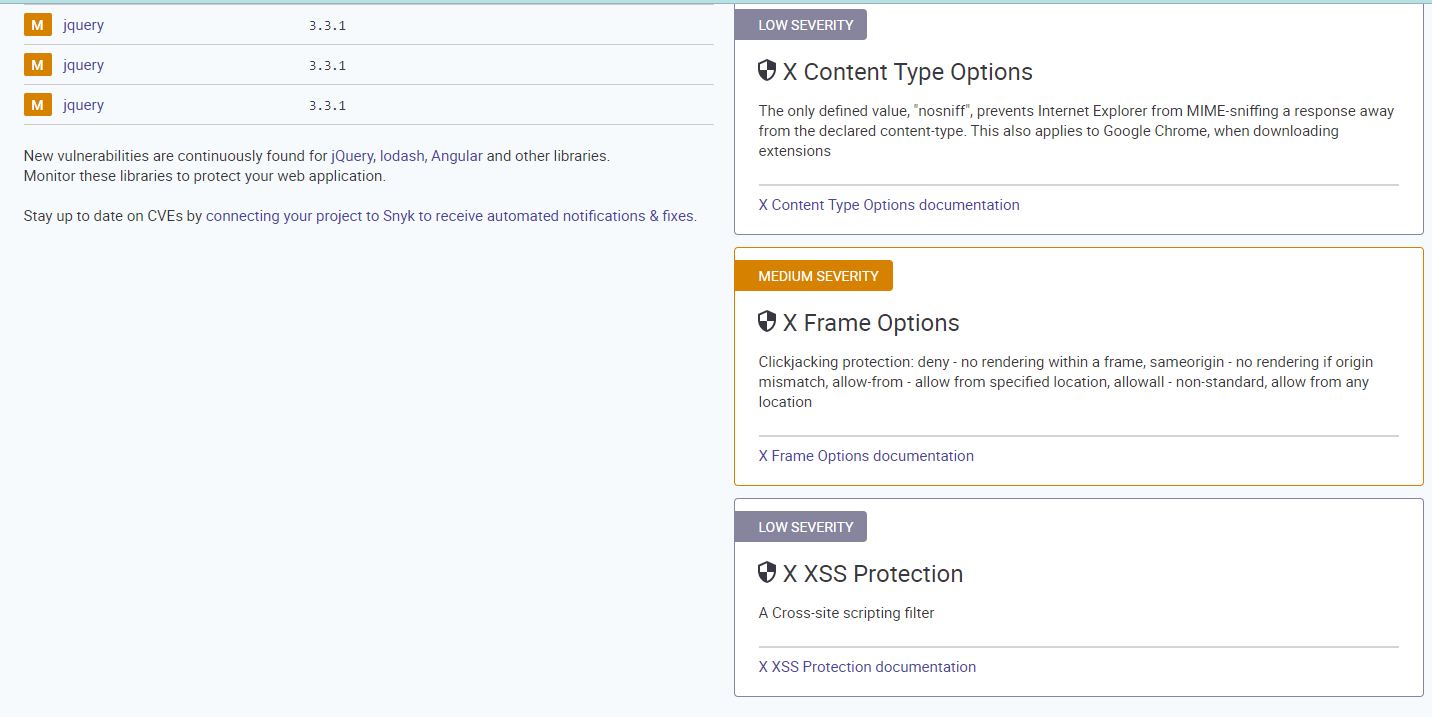 M jquery 3.3.1
M jquery 3.3.1
M jquery 3.3.1
New vulnerabilities are continuously found for jQuery, lodash, Angular and other libraries.
Monitor these libraries to protect your web application.
Stay up to date on CVEs by connecting your project to Snyk to receive automated notifications & fixes.
LOW SEVERITY
X Content Type Options
The only defined value, "nosniff", prevents Internet Explorer from MIME-sniffing a response away
from the declared content-type. This also applies to Google Chrome, when downloading
extensions
X Content Type Options documentation
MEDIUM SEVERITY
X Frame Options
Clickjacking protection: deny - no rendering within a frame, sameorigin - no rendering if origin
mismatch, allow-from - allow from specified location, allowall - non-standard, allow from any
location
X Frame Options documentation
LOW SEVERITY
X XSS Protection
A Cross-site scripting filter
X XSS Protection documentation